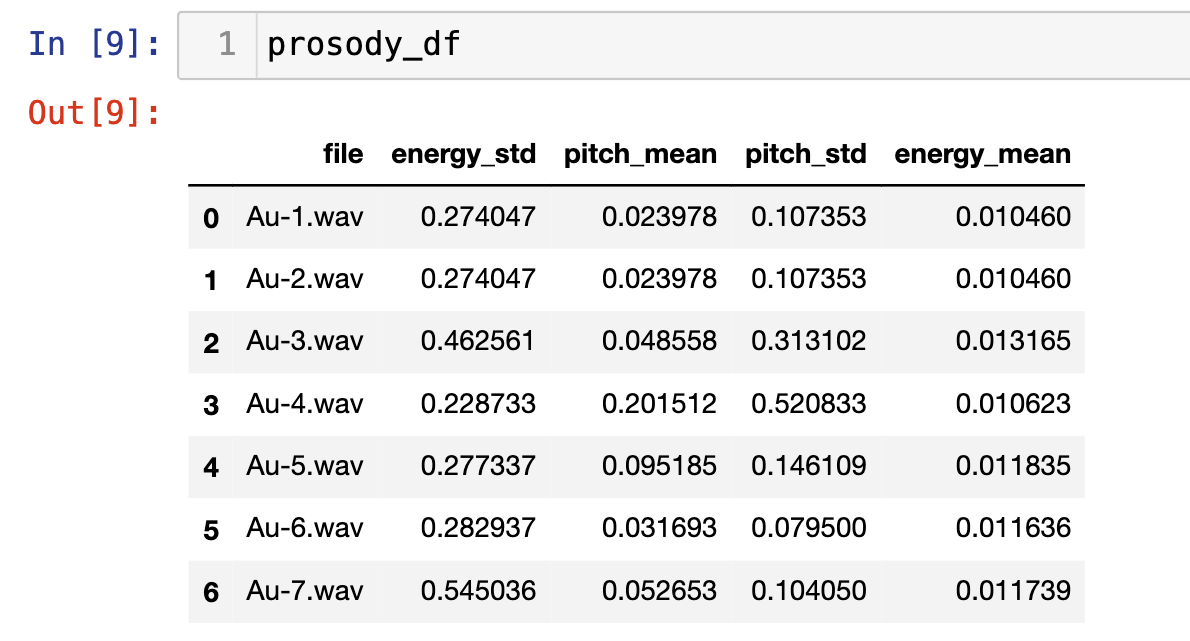 In [9]: 1 prosody_df
Out[9]:
file energy_std pitch_mean pitch_std energy_mean
0 Au-1.wav 0.274047 0.023978 0.107353 0.010460
1 Au-2.wav 0.274047 0.023978 0.107353 0.010460
2 Au-3.wav 0.462561 0.048558 0.313102 0.013165
3 Au-4.wav 0.228733 0.201512 0.520833 0.010623
4 Au-5.wav 0.277337 0.095185 0.146109 0.011835
5 Au-6.wav 0.282937 0.031693 0.079500 0.011636
6 Au-7.wav 0.545036 0.052653 0.104050 0.011739